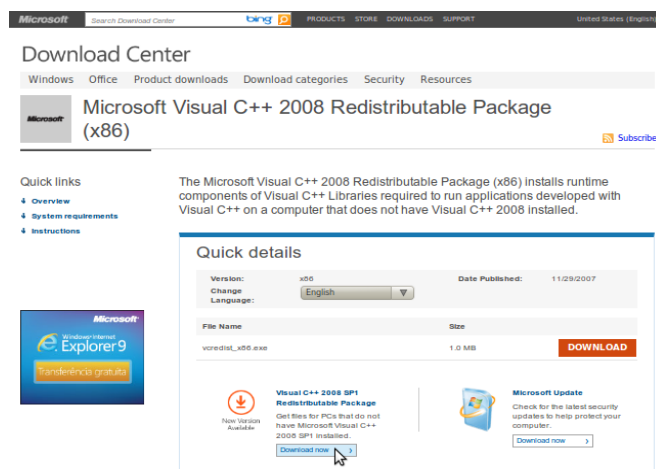 Microsoft
Search Download Center
bing
PRODUCTS STORE DOWNLOADS SUPPORT
United States (English)
Download Center
Windows Office Product downloads Download categories Security Resources
Microsoft
Microsoft Visual C++ 2008 Redistributable Package
(x86)
Subscribe
Quick links
Overview
System requirements
Instructions
The Microsoft Visual C++ 2008 Redistributable Package (x86) installs runtime
components of Visual C++ Libraries required to run applications developed with
Visual C++ on a computer that does not have Visual C++ 2008 installed.
Quick details
Version: x86 Date Published: 11/29/2007
Change
Language:
English
File Name Size
vcredist_x86.exe 1.0 MB DOWNLOAD
Microsoft
Windows Internet
Explorer 9
Transferência gratuita
New Version
Available
Visual C++ 2008 SP1
Redistributable Package
Get files for PCs that do not
have Microsoft Visual C++
2008 SP1 installed.
Download now
Microsoft Update
Check for the latest security
updates to help protect your
computer.
Download now